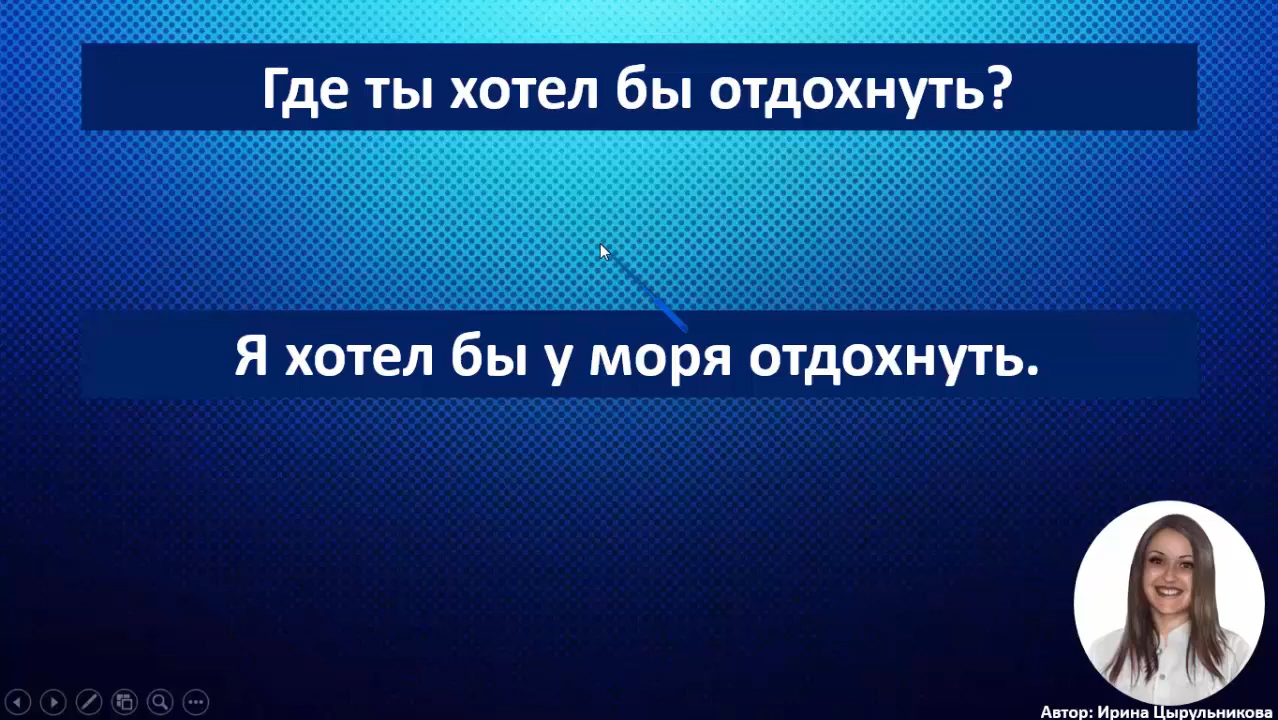 Где ты хотел бы отдохнуть?
Я хотел бы у моря отдохнуть.
Автор: Ирина Цырульникова